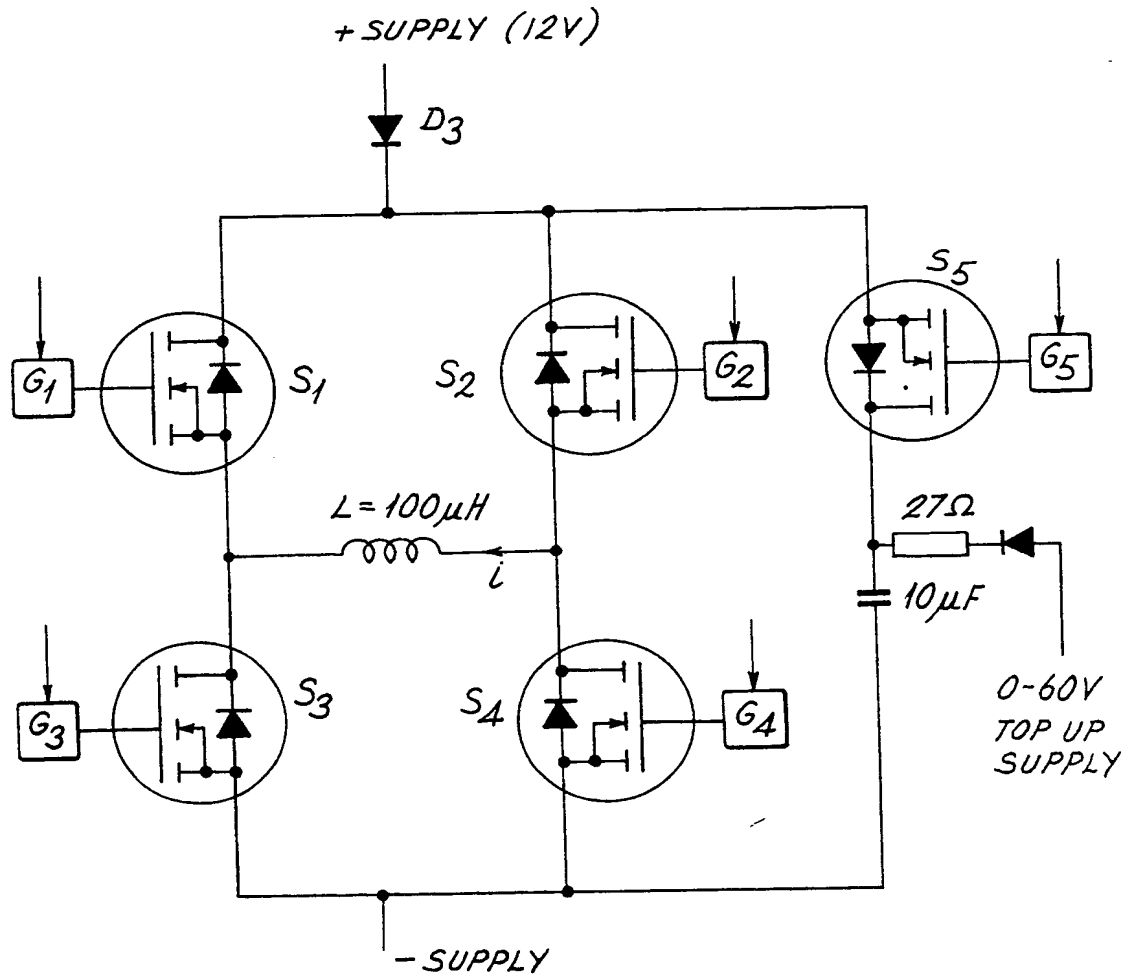 + SUPPLY (12V)
D3
S5
G1
S1
S2
G2
G5
L = 100μH
i
27Ω
10μF
G3
S3
S4
G4
0-60V
TOP UP
SUPPLY
- SUPPLY